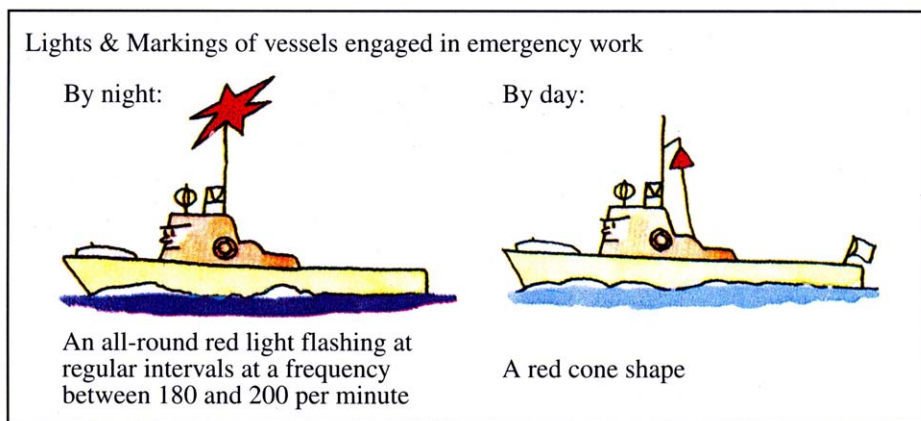 Lights & Markings of vessels engaged in emergency work
By night:
By day:
An all-round red light flashing at
regular intervals at a frequency
between 180 and 200 per minute
A red cone shape